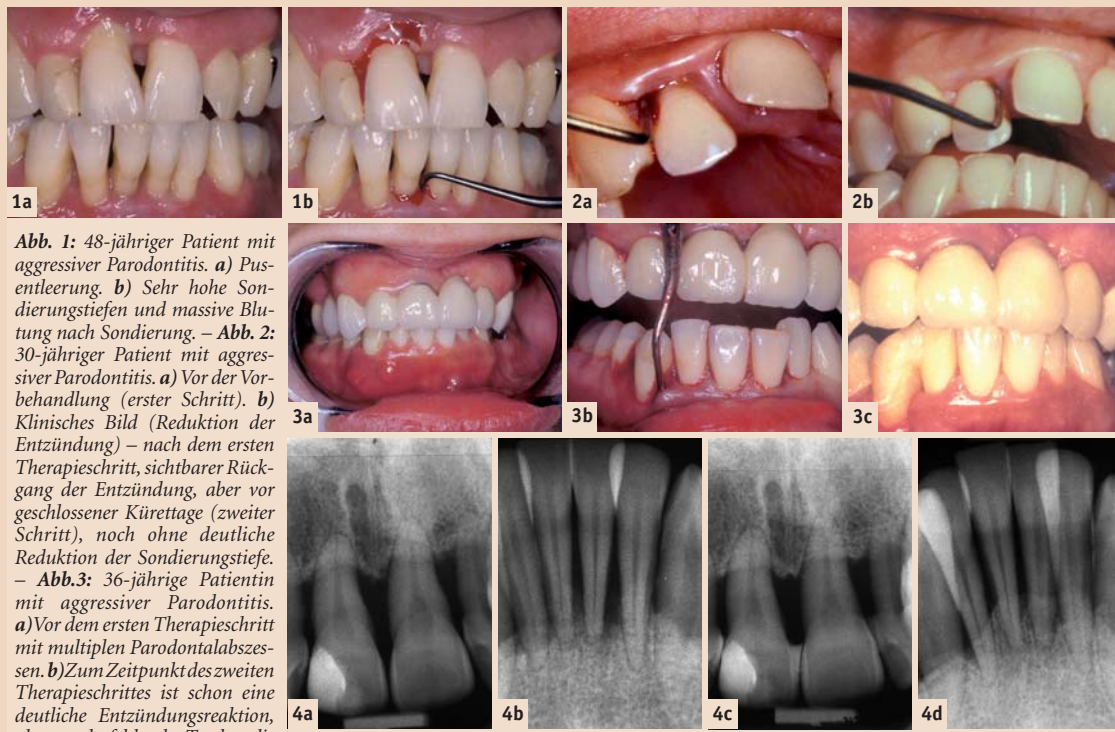 1a
1b
2a
2b
Abb. 1: 48-jähriger Patient mit
aggressiver Parodontitis. a) Pus-
entleerung. b) Sehr hohe Son-
dierungstiefen und massive Blu-
tung nach Sondierung. – Abb. 2:
30-jähriger Patient mit aggres-
siver Parodontitis. a) Vor der Vor-
behandlung (erster Schritt). b)
Klinisches Bild (Reduktion der
Entzündung) – nach dem ersten
Therapieschritt, sichtbarer Rück-
gang der Entzündung, aber vor
geschlossener Kürettage (zweiter
Schritt), noch ohne deutliche
Reduktion der Sondierungstiefe.
– Abb.3: 36-jährige Patientin
mit aggressiver Parodontitis.
a)Vor dem ersten Therapieschritt
mit multiplen Parodontalabszes-
sen. b)Zum Zeitpunkt des zweiten
Therapieschrittes ist schon eine
deutliche Entzündungsreaktion,
3a
3b
3c
4a
4b
4c
4d